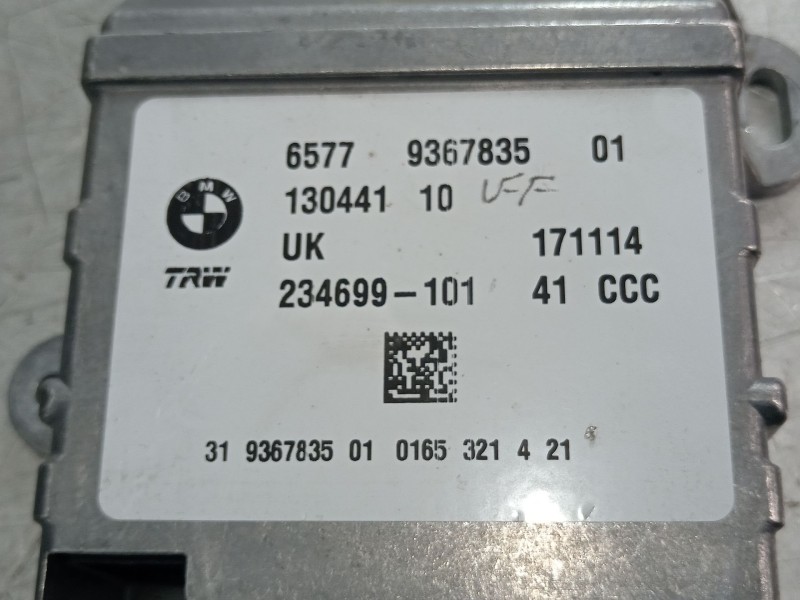 6577 9367835 01
130441 10
BMW
UK 171114
TRW
234699-101 41 CCC
31 9367835 01 0165 321 4 21